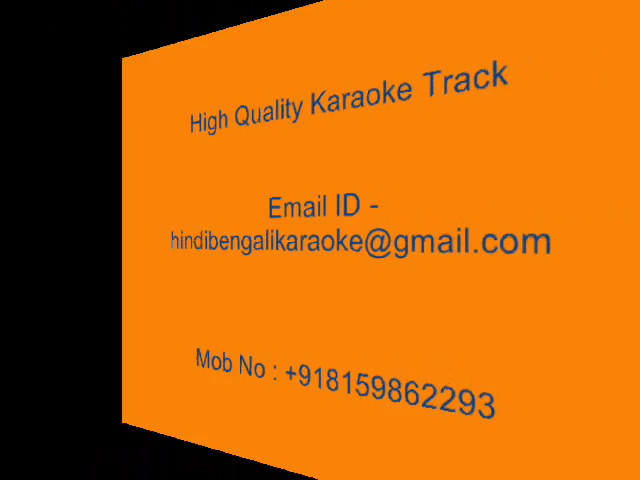 High Quality Karaoke Track
Email ID -
hindibengalikaraoke@gmail.com
Mob No : +918159862293